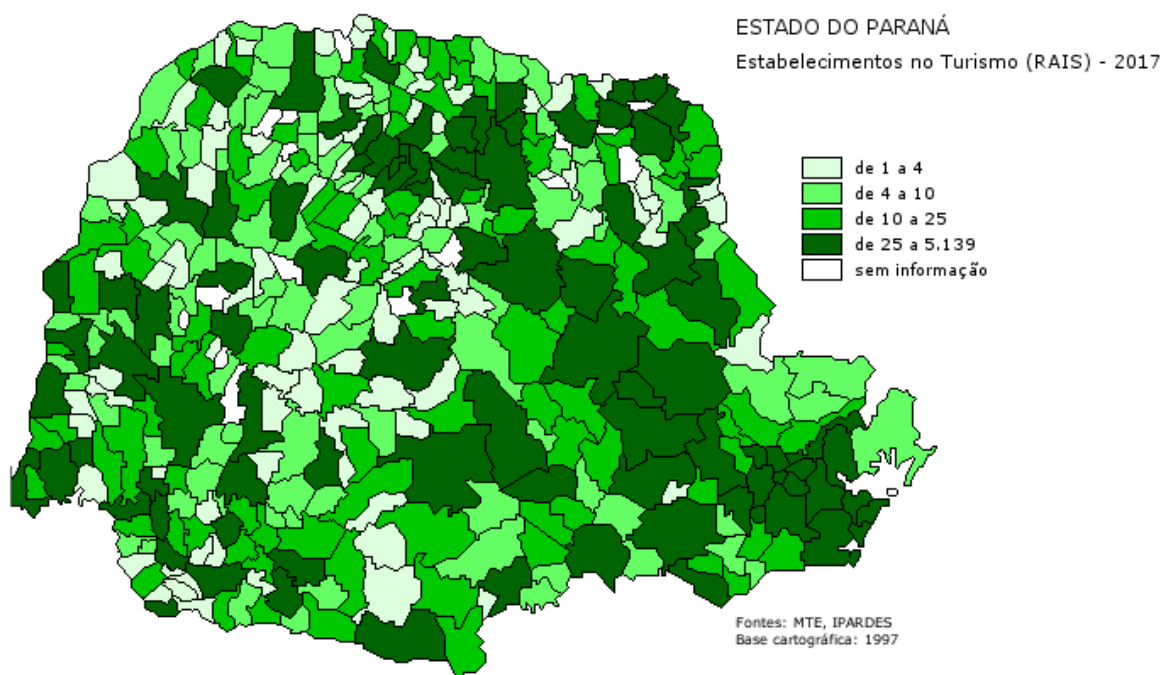 ESTADO DO PARANÁ
Estabelecimentos no Turismo (RAIS) - 2017
de 1 a 4
de 4 a 10
de 10 a 25
de 25 a 5.139
sem informação
Fontes: MTE, IPARDES
Base cartográfica: 1997